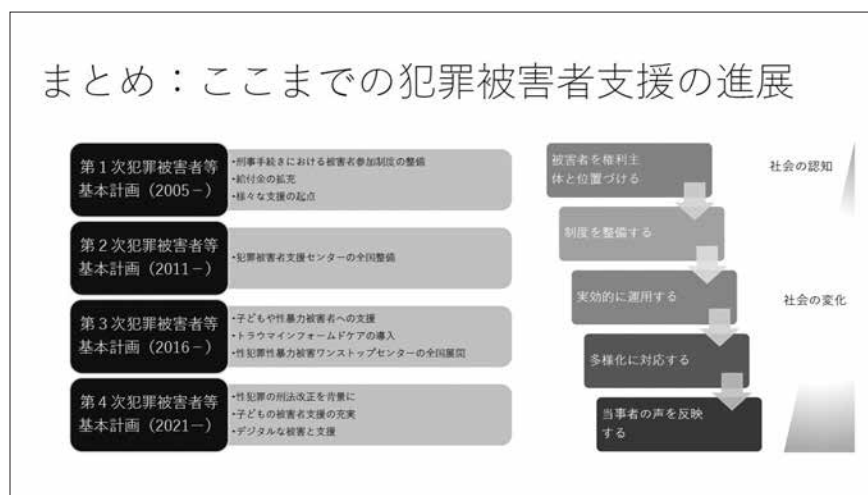 まとめ：ここまでの犯罪被害者支援の進展
第１次犯罪被害者等
基本計画（2005－）
•刑事手続きにおける被害者参加制度の整備
•給付金の拡充
•様々な支援の起点
第２次犯罪被害者等
基本計画（2011－）
•犯罪被害者支援センターの全国整備
第３次犯罪被害者等
基本計画（2016－）
•子どもや性暴力被害者への支援
•トラウマインフォームドケアの導入
•性犯罪性暴力被害ワンストップセンターの全国展開
第４次犯罪被害者等
基本計画（2021－）
•性犯罪の刑法改正を背景に
•子どもの被害者支援の充実
•デジタルな被害と支援
被害者を権利主
体と位置づける
制度を整備する
実効的に運用する
多様化に対応する
当事者の声を反映
する
社会の認知
社会の変化